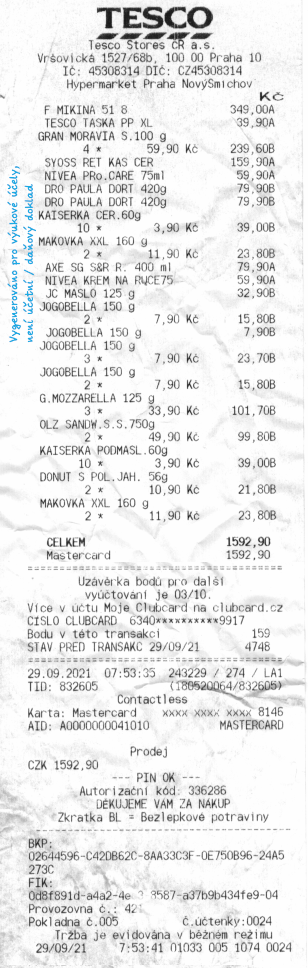 TESCO
Tesco Stores ČR a.s.
Vršovická 1527/68b, 100 00 Praha 10
IČ: 45308314 DIČ: CZ45308314
Hypermarket Praha NovýSmíchov
Kč
F MIKINA 51 8 349,00A
TESCO TASKA PP XL 39,90A
GRAN MORAVIA S.100 g
4 * 59,90 Kč 239,60B
SYOSS RET KAS CER 159,90A
NIVEA PRO.CARE 75ml 59,90A
DRO PAULA DORT 420g 79,90B
DRO PAULA DORT 420g 79,90B
KAISERKA CER.60g
10 * 3,90 Kč 39,00B
MAKOVKA XXL 160 g
2 * 11,90 Kč 23,80B
AXE SG S&R R. 400 ml 79,90A
NIVEA KREM NA RUCE75 59,90A
JC MASLO 125 g 32,90B
JOGOBELLA 150 g
2 * 7,90 Kč 15,80B
JOGOBELLA 150 g 7,90B
JOGOBELLA 150 g
3 * 7,90 Kč 23,70B
JOGOBELLA 150 g
2 * 7,90 Kč 15,80B
G.MOZZARELLA 125 g
3 * 33,90 Kč 101,70B
OLZ SANDW.S.S.750g
2 * 49,90 Kč 99,80B
KAISERKA PODMASL.60g
10 * 3,90 Kč 39,00B
DONUT S POL.JAH. 56g
2 * 10,90 Kč 21,80B
MAKOVKA XXL 160 g
2 * 11,90 Kč 23,80B
CELKEM 1592,90
Mastercard 1592,90
Uzávěrka bodů pro další
vyúčtování je 03/10.
Více v účtu Moje Clubcard na clubcard.cz
CISLO CLUBCARD 6340**********9917
Bodu v této transakci 159
STAV PRED TRANSAKC 29/09/21 4748
29.09.2021 07:53:35 243229 / 274 / LA1
TID: 832605 (180520064/832605)
Contactless
Karta: Mastercard xxxx xxxx xxxx 8146
AID: A0000000041010 MASTERCARD
Prodej
CZK 1592,90
--- PIN OK ---
Autorizační kód: 336286
DĚKUJEME VÁM ZA NÁKUP
Zkratka BL = Bezlepkové potraviny
BKP:
02644596-C42DB62C-8AA33C3F-0E750B96-24A5
273C
FIK:
0d8f891d-a4a2-4e 8587-a37b9b434fe9-04
Provozovna č.: 421
Pokladna č.005 č.účtenky:0024
Tržba je evidována v běžném režimu
29/09/21 7:53:41 01033 005 1074 0024
Vygenerováno pro výukové účely,
není účetní / daňový doklad